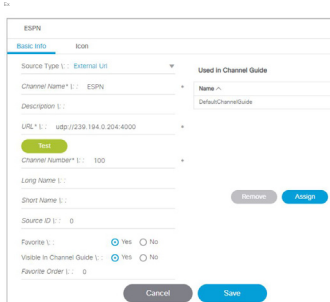 ESPN
Basic Info Icon
Source Type \: : External Url
Used in Channel Guide
Channel Name* \: : ESPN *
Name
DefaultChannelGuide
Description \: :
URL* \: : udp://239.194.0.204:4000 *
Test
Channel Number* \: : 100 *
Long Name \: :
Short Name \: :
Remove Assign
Source ID \: : 0
Favorite \: : Yes No
Visible in Channel Guide \: : Yes No
Favorite Order \: : 0
Cancel Save